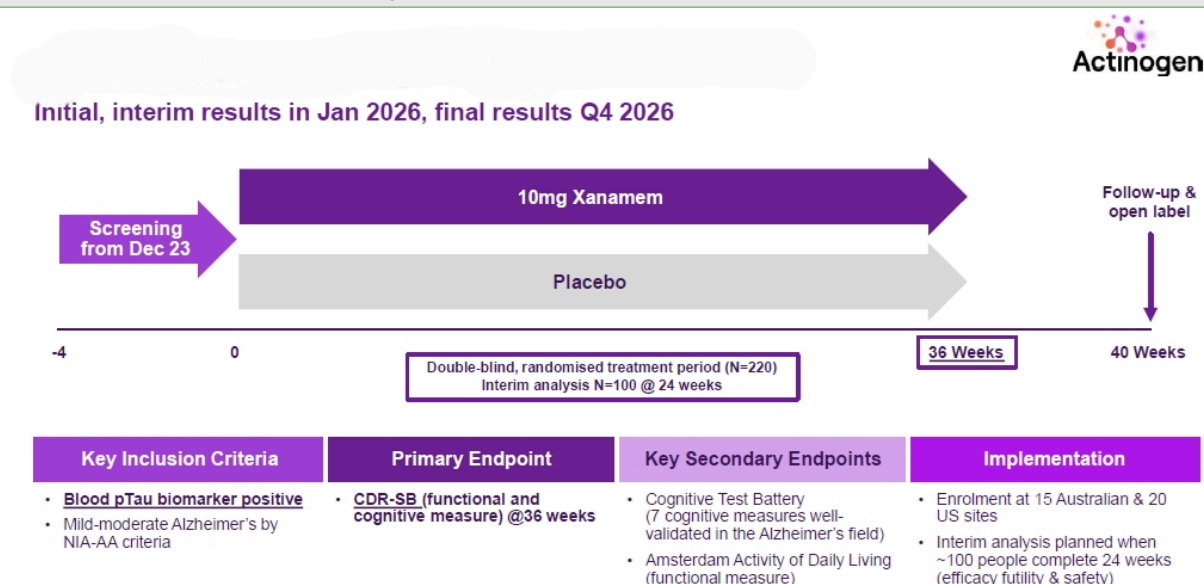 Actinogen
Initial, interim results in Jan 2026, final results Q4 2026
10mg Xanamem
Screening
from Dec 23
Placebo
Follow-up &
open label
-4
0
36 Weeks
40 Weeks
Double-blind, randomised treatment period (N=220)
Interim analysis N=100 @ 24 weeks
Key Inclusion Criteria
• Blood pTau biomarker positive
• Mild-moderate Alzheimer's by
NIA-AA criteria
Primary Endpoint
• CDR-SB (functional and
cognitive measure) @36 weeks
Key Secondary Endpoints
• Cognitive Test Battery
(7 cognitive measures well-
validated in the Alzheimer's field)
• Amsterdam Activity of Daily Living
(functional measure)
Implementation
• Enrolment at 15 Australian & 20
US sites
• Interim analysis planned when
~100 people complete 24 weeks
(efficacy futility & safety)